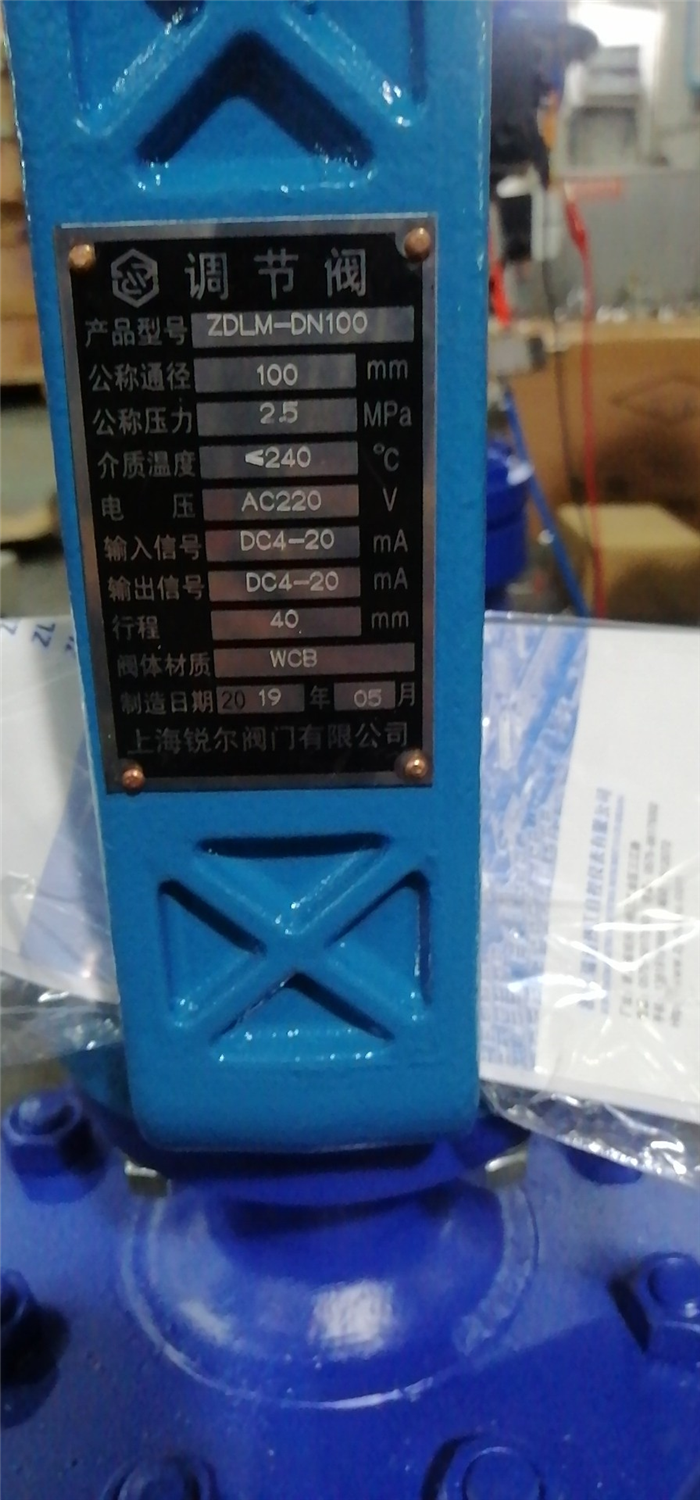 调节阀
产品型号 ZDLM-DN100
公称通径 100 mm
公称压力 2.5 MPa
介质温度 ≤240 ℃
电 压 AC220 V
输入信号 DC4-20 mA
输出信号 DC4-20 mA
行程 40 mm
阀体材质 WCB
制造日期 20 19 年 05 月
上海锐尔阀门有限公司